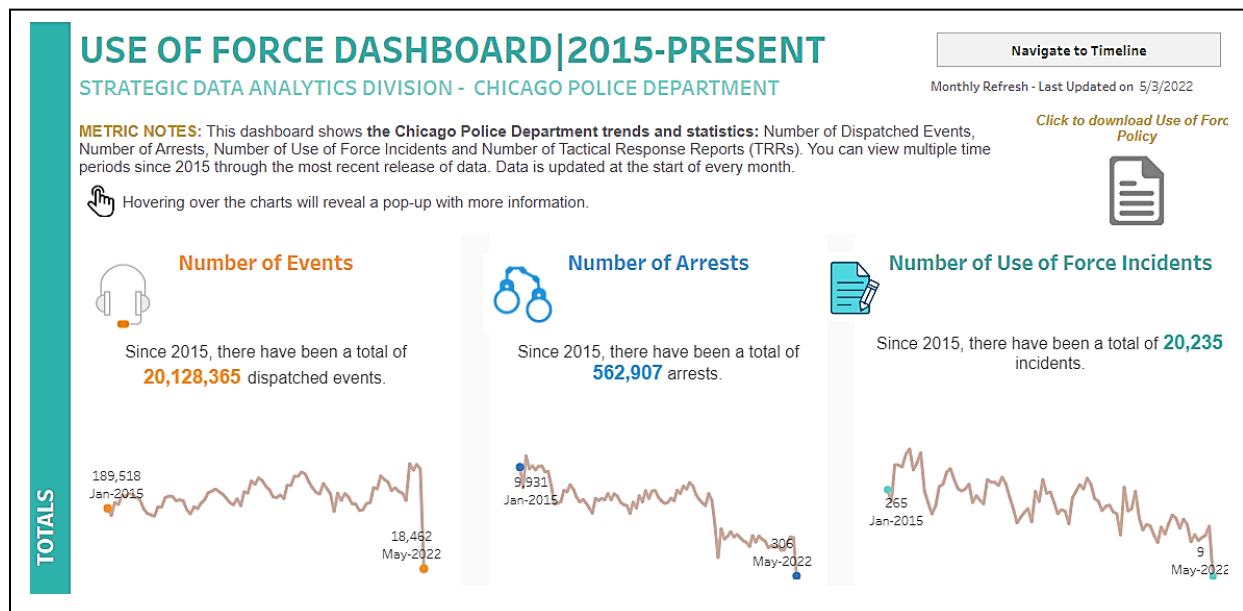 USE OF FORCE DASHBOARD|2015-PRESENT
STRATEGIC DATA ANALYTICS DIVISION - CHICAGO POLICE DEPARTMENT
Navigate to Timeline
Monthly Refresh - Last Updated on 5/3/2022
METRIC NOTES: This dashboard shows the Chicago Police Department trends and statistics: Number of Dispatched Events,
Number of Arrests, Number of Use of Force Incidents and Number of Tactical Response Reports (TRRs). You can view multiple time
periods since 2015 through the most recent release of data. Data is updated at the start of every month.
Click to download Use of Forc
Policy
Hovering over the charts will reveal a pop-up with more information.
TOTALS
Number of Events
Since 2015, there have been a total of
20,128,365 dispatched events.
189,518
Jan-2015
18,462
May-2022
Number of Arrests
Since 2015, there have been a total of
562,907 arrests.
9,931
Jan-2015
306
May-2022
Number of Use of Force Incidents
Since 2015, there have been a total of 20,235
incidents.
265
Jan-2015
9
May-2022